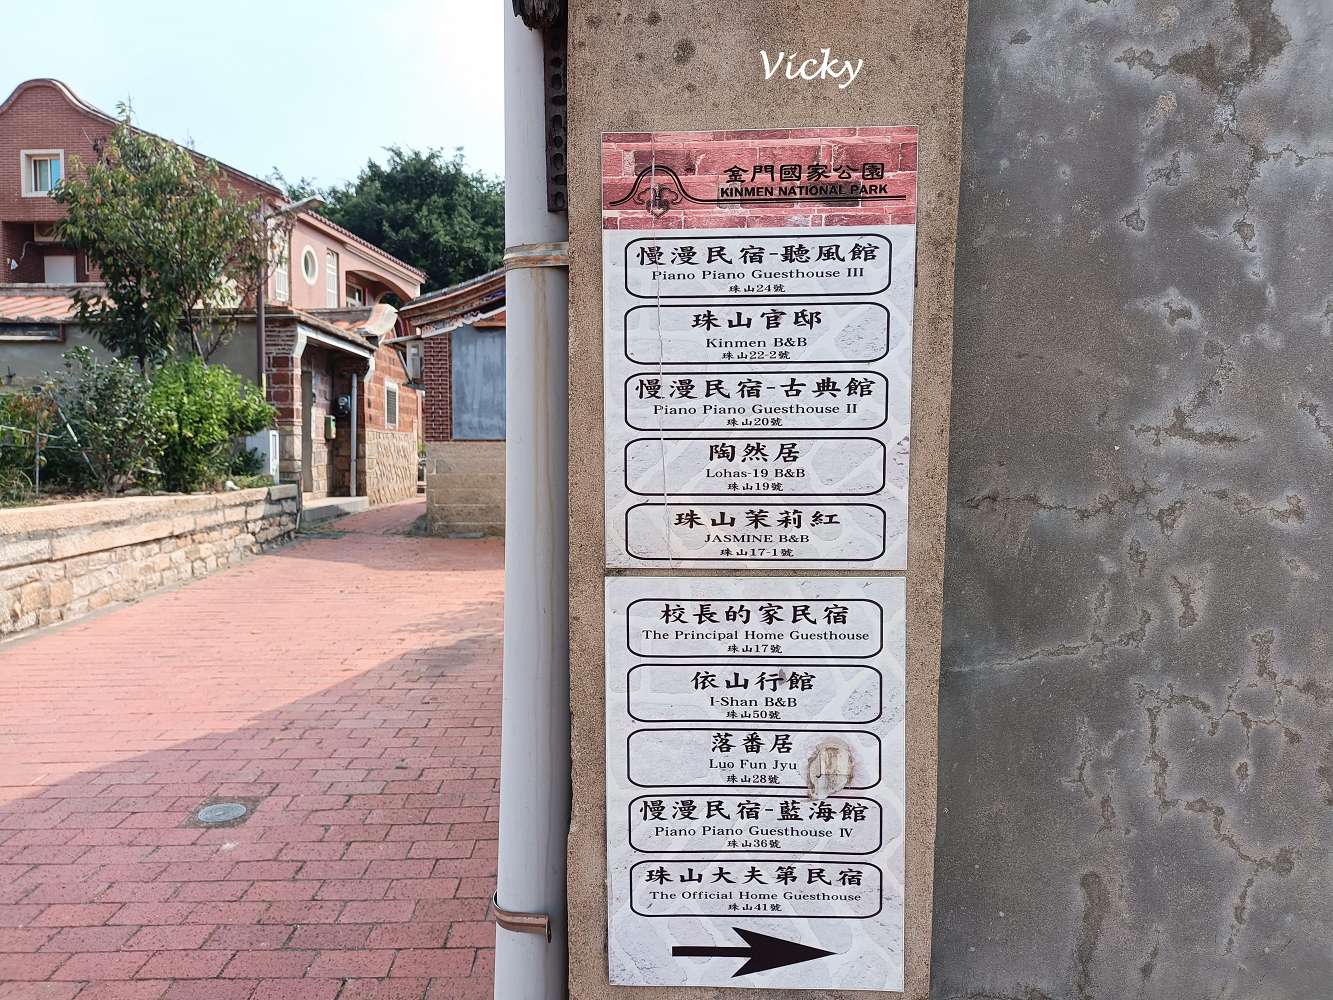 Vicky
金門國家公園
KINMEN NATIONAL PARK
慢漫民宿-聽風館
Piano Piano Guesthouse III
珠山24號
珠山官邸
Kinmen B&B
珠山22-2號
慢漫民宿-古典館
Piano Piano Guesthouse II
珠山20號
陶然居
Lohas-19 B&B
珠山19號
珠山茉莉紅
JASMINE B&B
珠山17-1號
校長的家民宿
The Principal Home Guesthouse
珠山17號
依山行館
I-Shan B&B
珠山50號
落番居
Luo Fun Jyu
珠山28號
慢漫民宿-藍海館
Piano Piano Guesthouse IV
珠山36號
珠山大夫第民宿
The Official Home Guesthouse
珠山41號